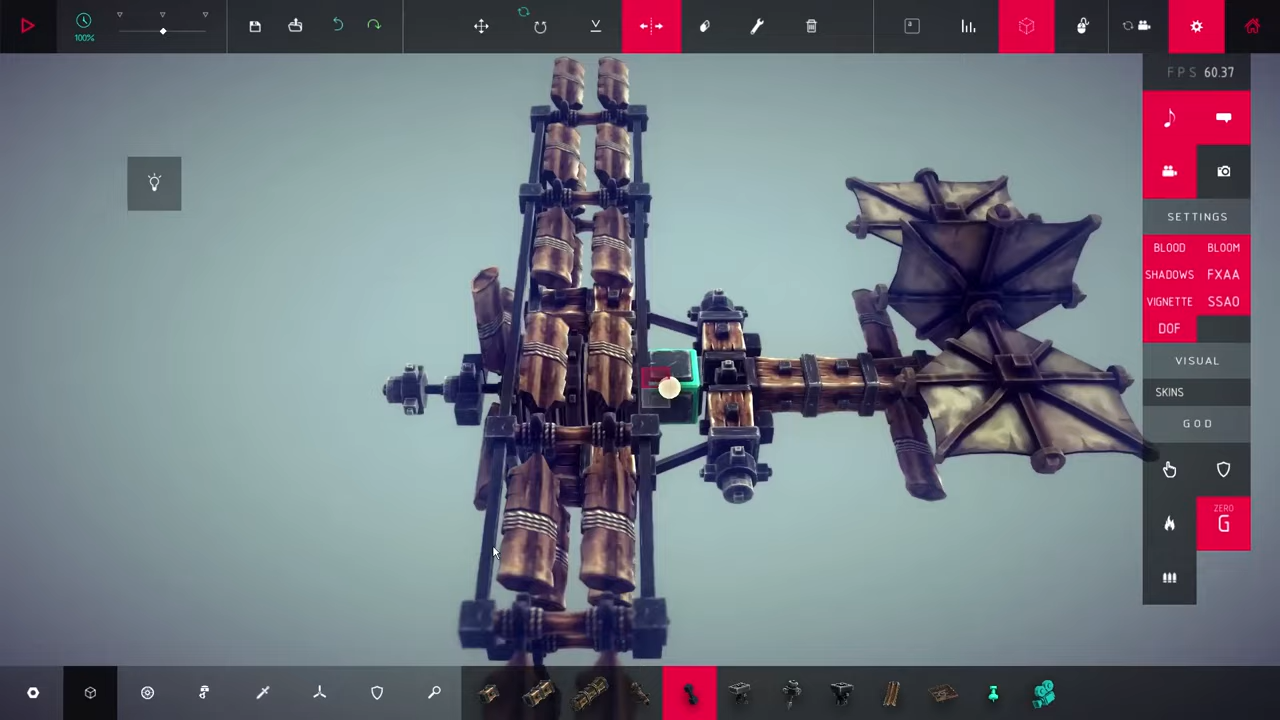 100%
a
FPS 60.37
SETTINGS
BLOOD BLOOM
SHADOWS FXAA
VIGNETTE SSAO
DOF
VISUAL
SKINS
GOD
ZERO
G